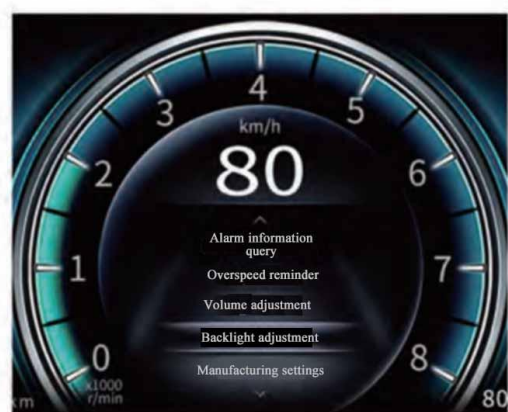 4
3
5
km/h
80
2
6
Alarm information
query
Overspeed reminder
1
7
Volume adjustment
Backlight adjustment
0
8
Manufacturing settings
x1000
r/min
km
80